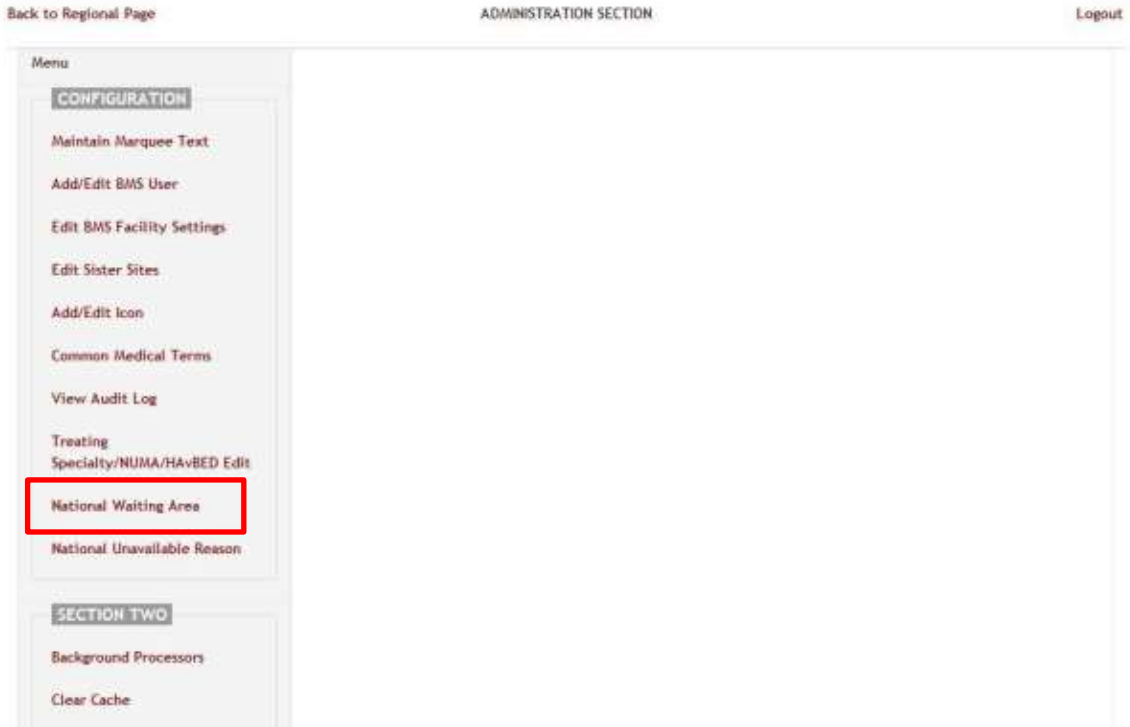 Back to Regional Page
ADMINISTRATION SECTION
Logout
Menu
CONFIGURATION
Maintain Marquee Text
Add/Edit BMS User
Edit BMS Facility Settings
Edit Sister Sites
Add/Edit Icon
Common Medical Terms
View Audit Log
Treating
Specialty/NUMA/HAvBED Edit
National Waiting Area
National Unavailable Reason
SECTION TWO
Background Processors
Clear Cache